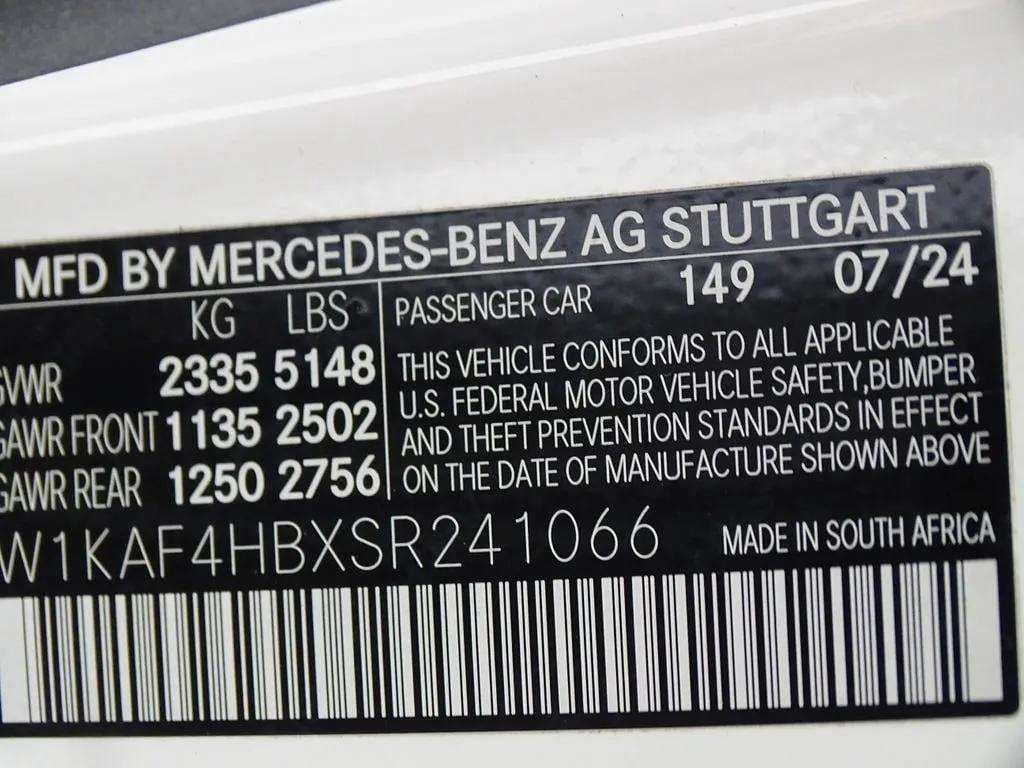 MFD BY MERCEDES-BENZ AG STUTTGART
KG LBS
GVWR 2335 5148
GAWR FRONT 1135 2502
GAWR REAR 1250 2756
PASSENGER CAR 149 07/24
THIS VEHICLE CONFORMS TO ALL APPLICABLE
U.S. FEDERAL MOTOR VEHICLE SAFETY,BUMPER
AND THEFT PREVENTION STANDARDS IN EFFECT
ON THE DATE OF MANUFACTURE SHOWN ABOVE
W1KAF4HBXSR241066 MADE IN SOUTH AFRICA